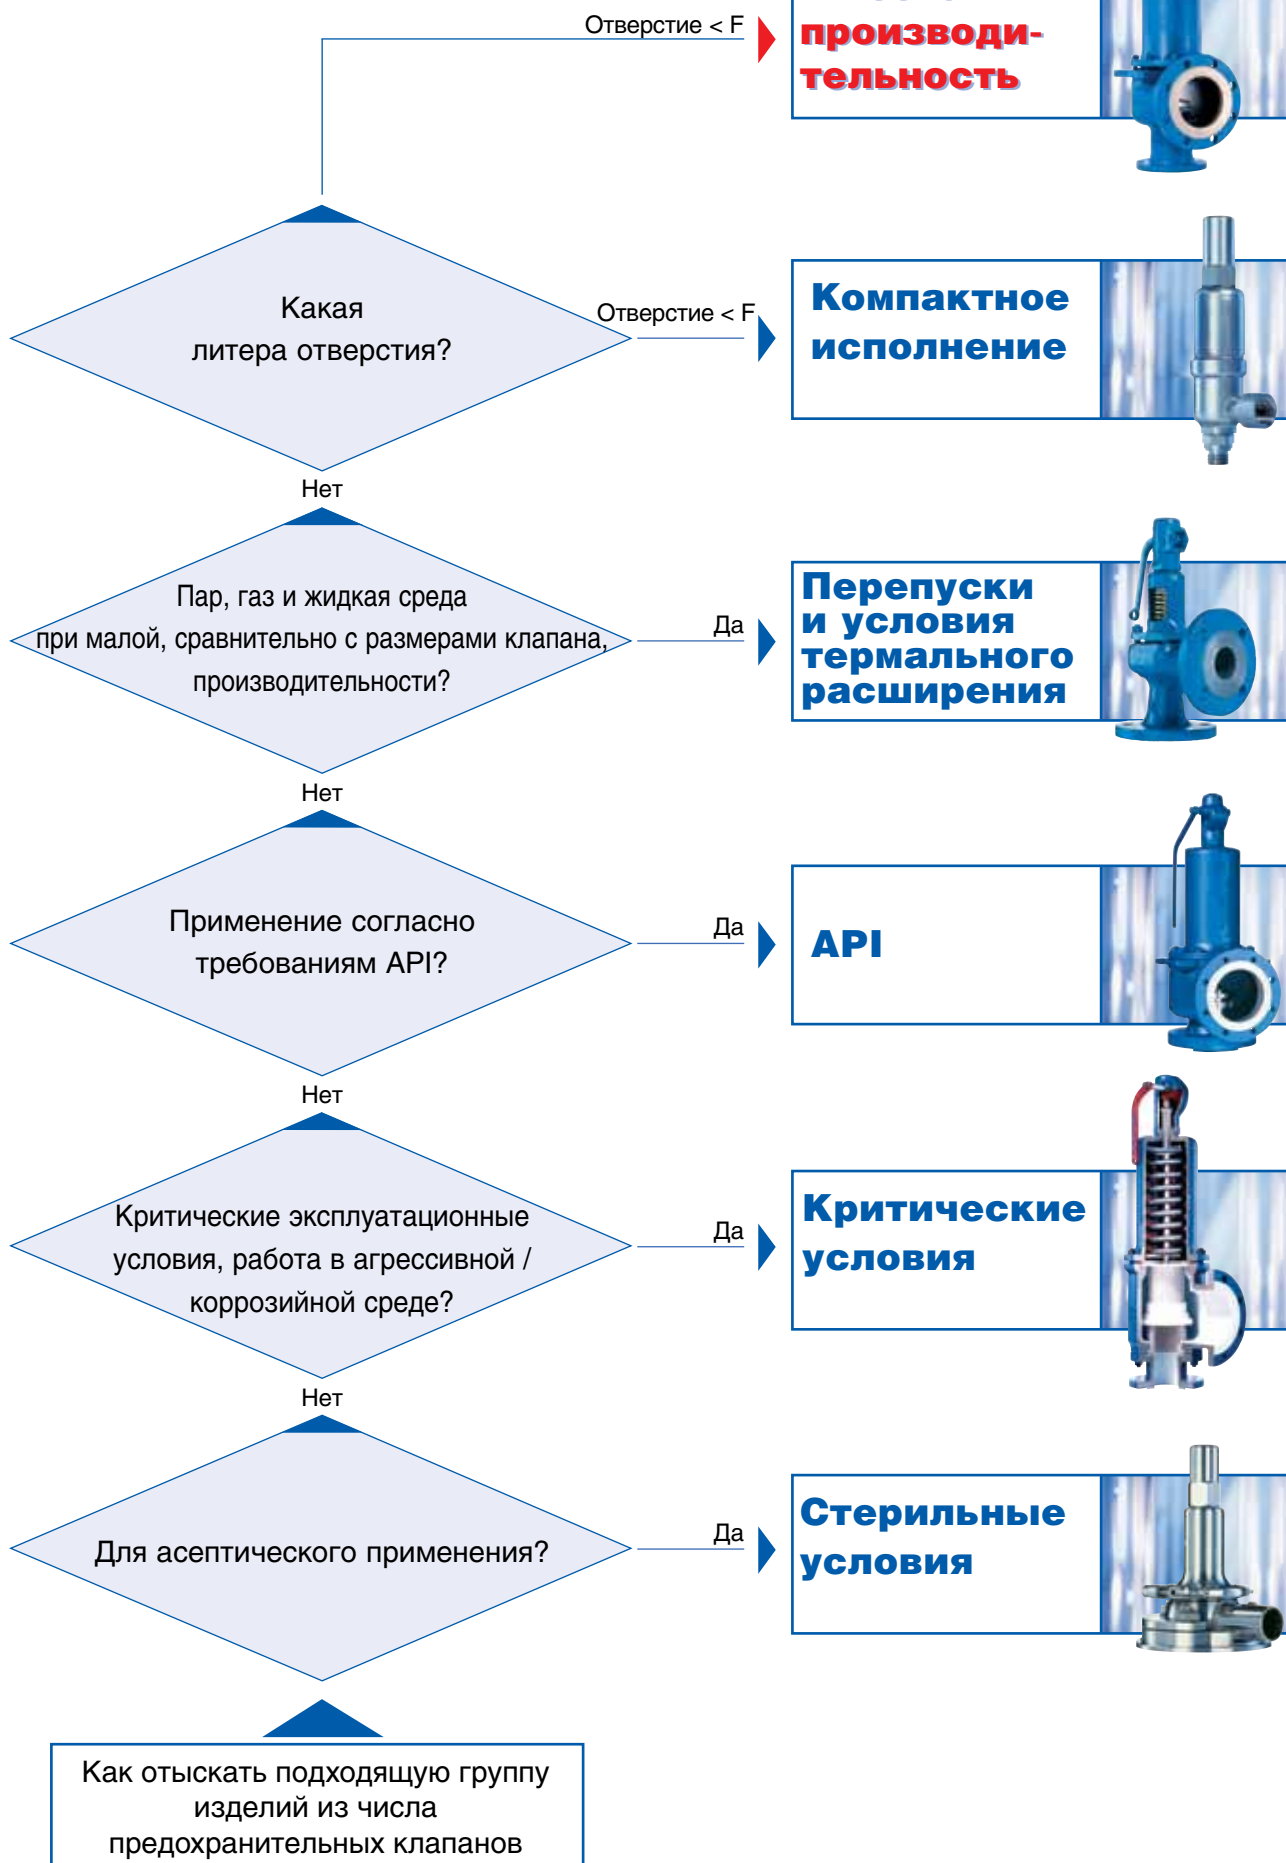 Отверстие < F
производи-
тельность
Какая
литера отверстия?
Отверстие < F
Компактное
исполнение
Нет
Пар, газ и жидкая среда
при малой, сравнительно с размерами клапана,
производительности?
Да
Перепуски
и условия
термального
расширения
Нет
Применение согласно
требованиям API?
Да
API
Нет
Критические эксплуатационные
условия, работа в агрессивной /
коррозийной среде?
Да
Критические
условия
Нет
Для асептического применения?
Да
Стерильные
условия
Как отыскать подходящую группу
изделий из числа
предохранительных клапанов